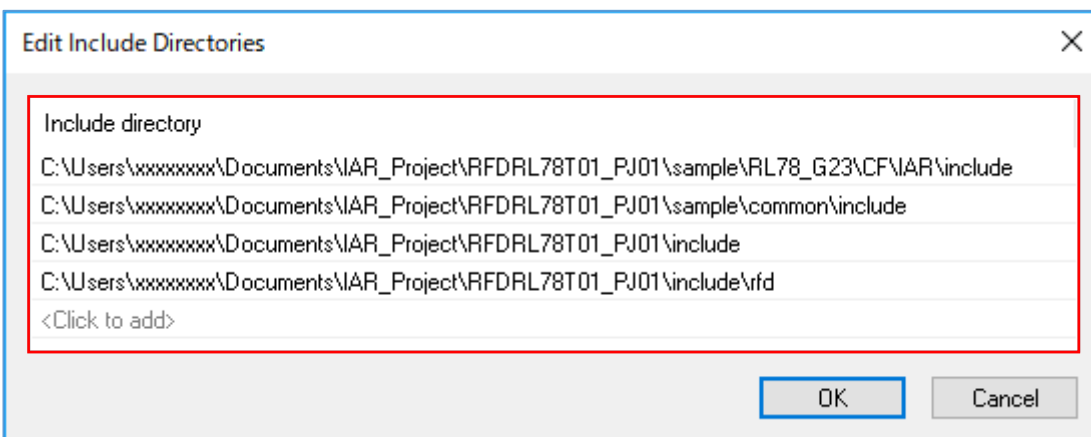 Edit Include Directories
Include directory
C:\Users\xxxxxxxx\Documents\IAR_Project\RFDRL78T01_PJ01\sample\RL78_G23\CF\IAR\include
C:\Users\xxxxxxxx\Documents\IAR_Project\RFDRL78T01_PJ01\sample\common\include
C:\Users\xxxxxxxx\Documents\IAR_Project\RFDRL78T01_PJ01\include
C:\Users\xxxxxxxx\Documents\IAR_Project\RFDRL78T01_PJ01\include\rfd
<Click to add>
OK Cancel